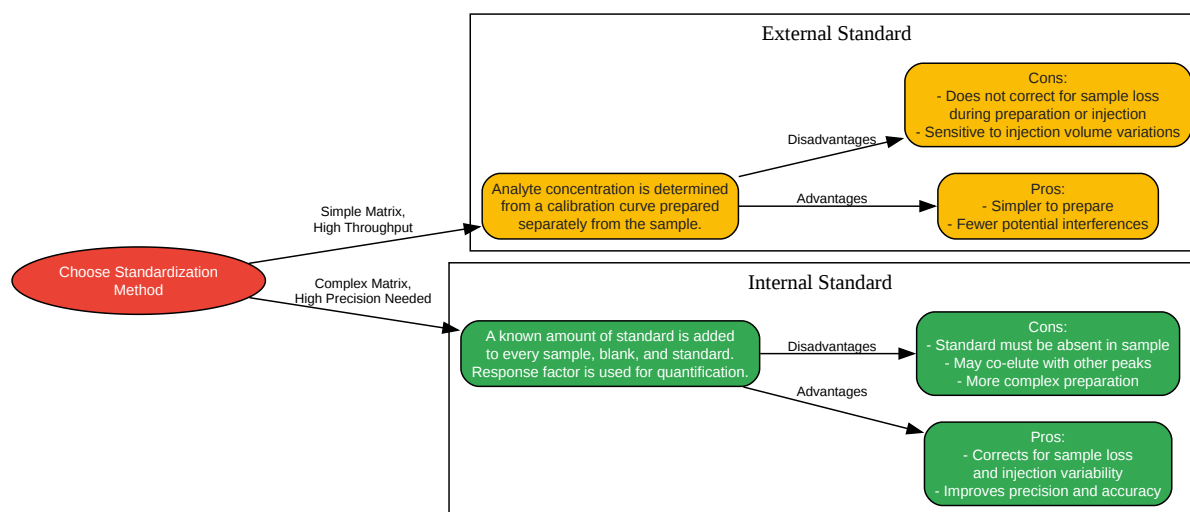 External Standard
Cons:
- Does not correct for sample loss
during preparation or injection
- Sensitive to injection volume variations
Disadvantages
Analyte concentration is determined
from a calibration curve prepared
separately from the sample.
Advantages
Pros:
- Simpler to prepare
- Fewer potential interferences
Simple Matrix,
High Throughput
Choose Standardization
Method
Complex Matrix,
High Precision Needed
Internal Standard
A known amount of standard is added
to every sample, blank, and standard.
Response factor is used for quantification.
Disadvantages
Cons:
- Standard must be absent in sample
- May co-elute with other peaks
- More complex preparation
Advantages
Pros:
- Corrects for sample loss
and injection variability
- Improves precision and accuracy